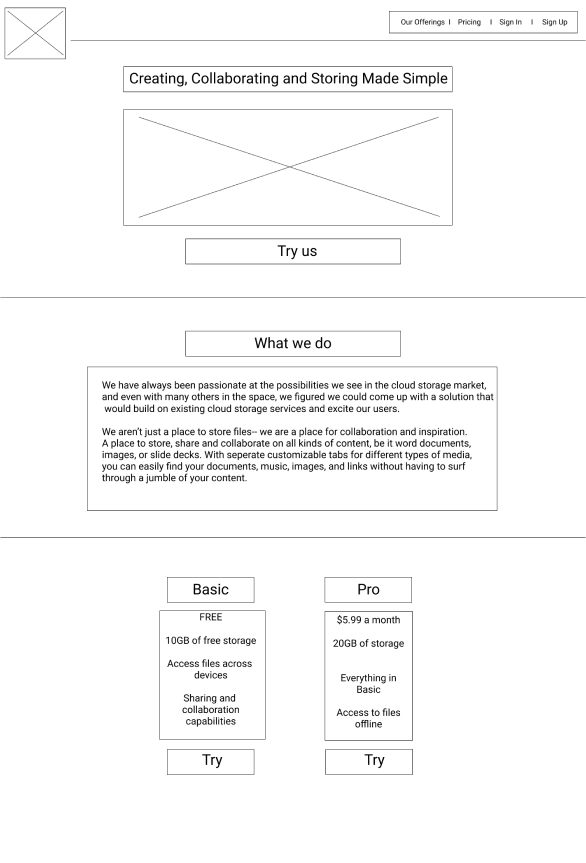 Our Offerings I Pricing I Sign In I Sign Up
Creating, Collaborating and Storing Made Simple
Try us
What we do
We have always been passionate at the possibilities we see in the cloud storage market,
and even with many others in the space, we figured we could come up with a solution that
would build on existing cloud storage services and excite our users.
We aren't just a place to store files-- we are a place for collaboration and inspiration.
A place to store, share and collaborate on all kinds of content, be it word documents,
images, or slide decks. With seperate customizable tabs for different types of media,
you can easily find your documents, music, images, and links without having to surf
through a jumble of your content.
Basic
FREE
10GB of free storage
Access files across
devices
Sharing and
collaboration
capabilities
Try
Pro
$5.99 a month
20GB of storage
Everything in
Basic
Access to files
offline
Try